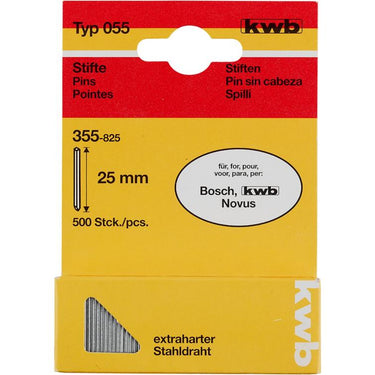 Typ 055 kwb
Stifte
Pins
Pointes
Stiften
Pin sin cabeza
Spilli
355-825
25 mm
500 Stck./pcs.
für, for, pour,
voor, para, per:
Bosch, kwb
Novus
extraharter
Stahldraht
kwb